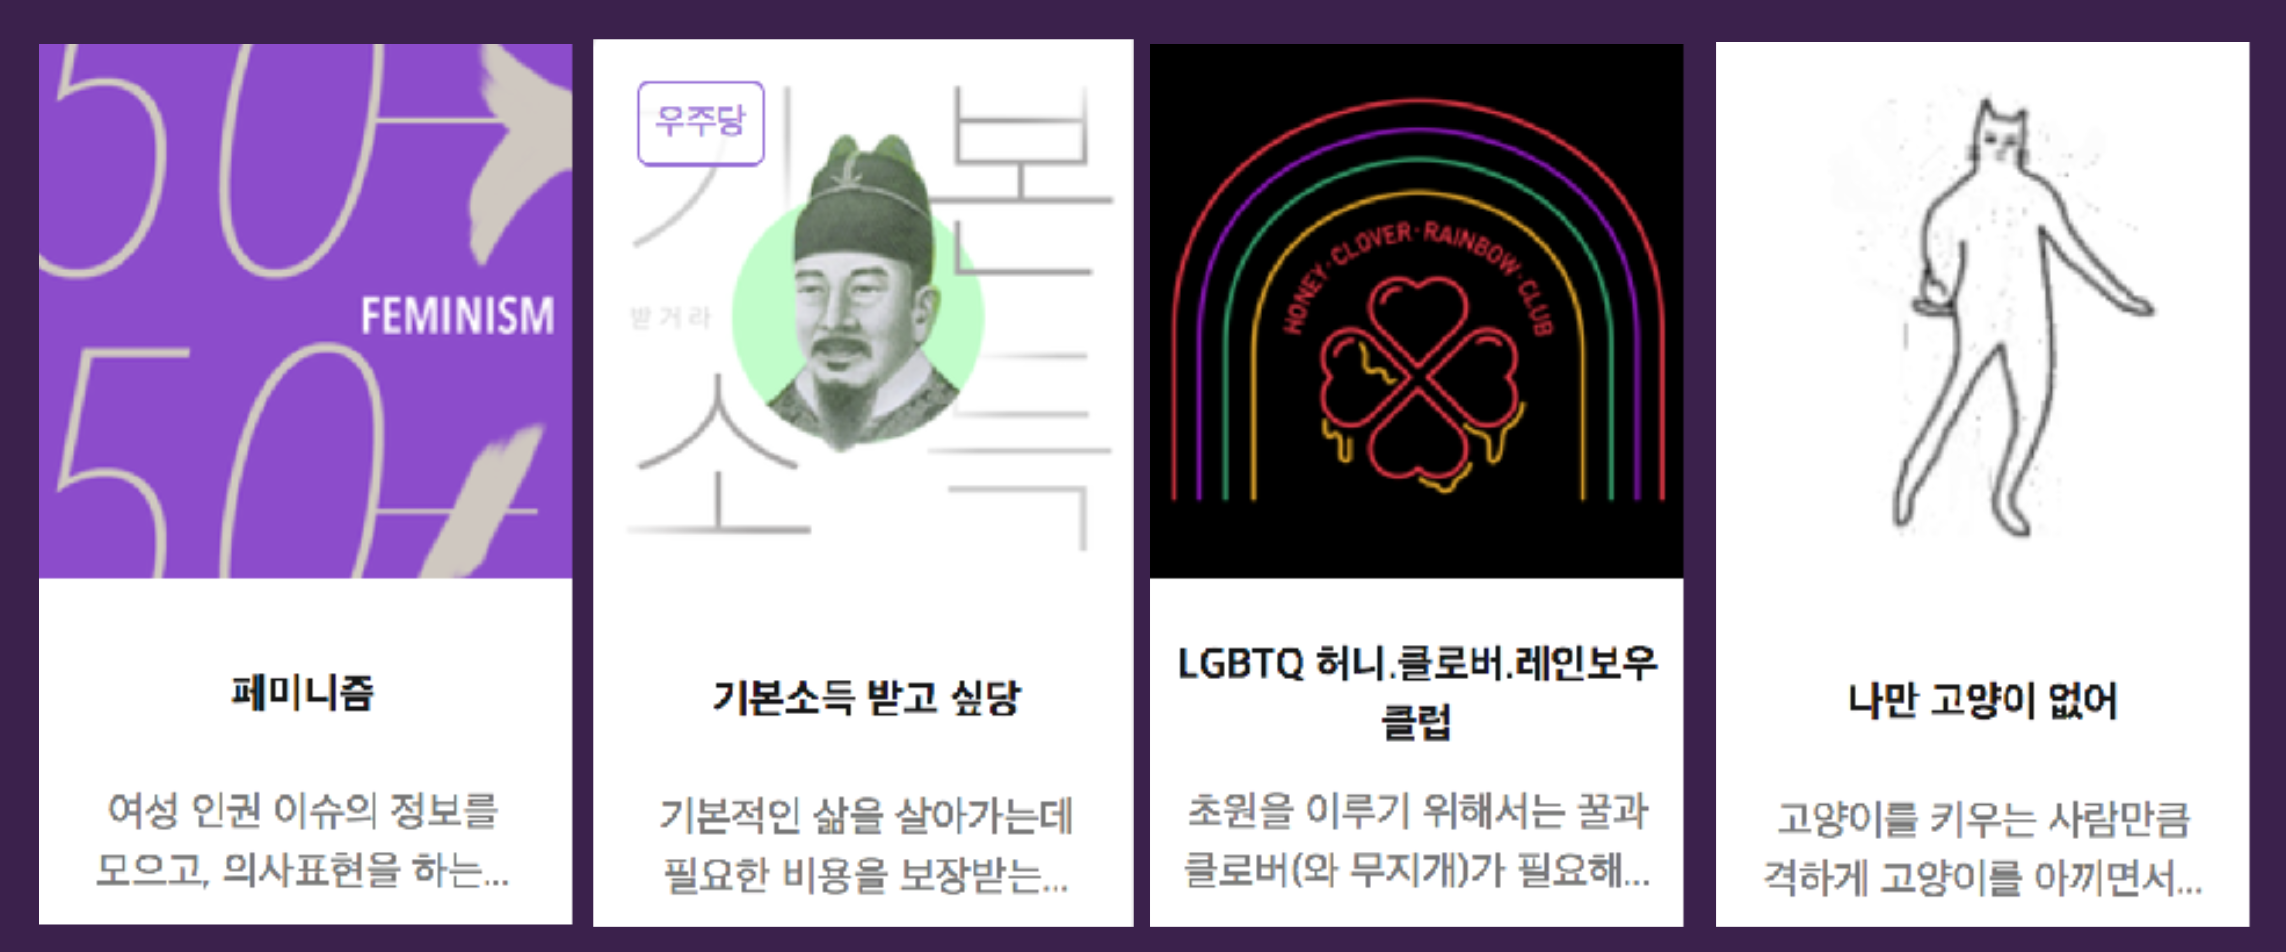 50
FEMINISM
50
페미니즘
여성 인권 이슈의 정보를
모으고, 의사표현을 하는...
우주당
기본
받거라
소득
기본소득 받고 싶당
기본적인 삶을 살아가는데
필요한 비용을 보장받는...
HONEY·CLOVER·RAINBOW·CLUB
LGBTQ 허니.클로버.레인보우
클럽
초원을 이루기 위해서는 꿀과
클로버(와 무지개)가 필요해...
나만 고양이 없어
고양이를 키우는 사람만큼
격하게 고양이를 아끼면서...